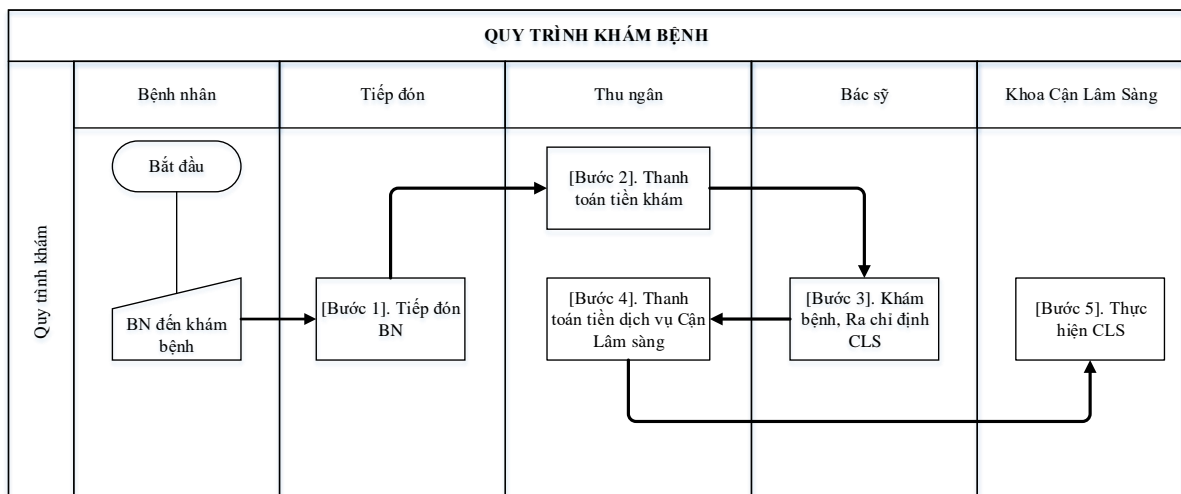 QUY TRÌNH KHÁM BỆNH
Quy trình khám
Bệnh nhân
Tiếp đón
Thu ngân
Bác sỹ
Khoa Cận Lâm Sàng
Bắt đầu
BN đến khám
bệnh
[Bước 1]. Tiếp đón
BN
[Bước 2]. Thanh
toán tiền khám
[Bước 3]. Khám
bệnh, Ra chỉ định
CLS
[Bước 4]. Thanh
toán tiền dịch vụ Cận
Lâm sàng
[Bước 5]. Thực
hiện CLS